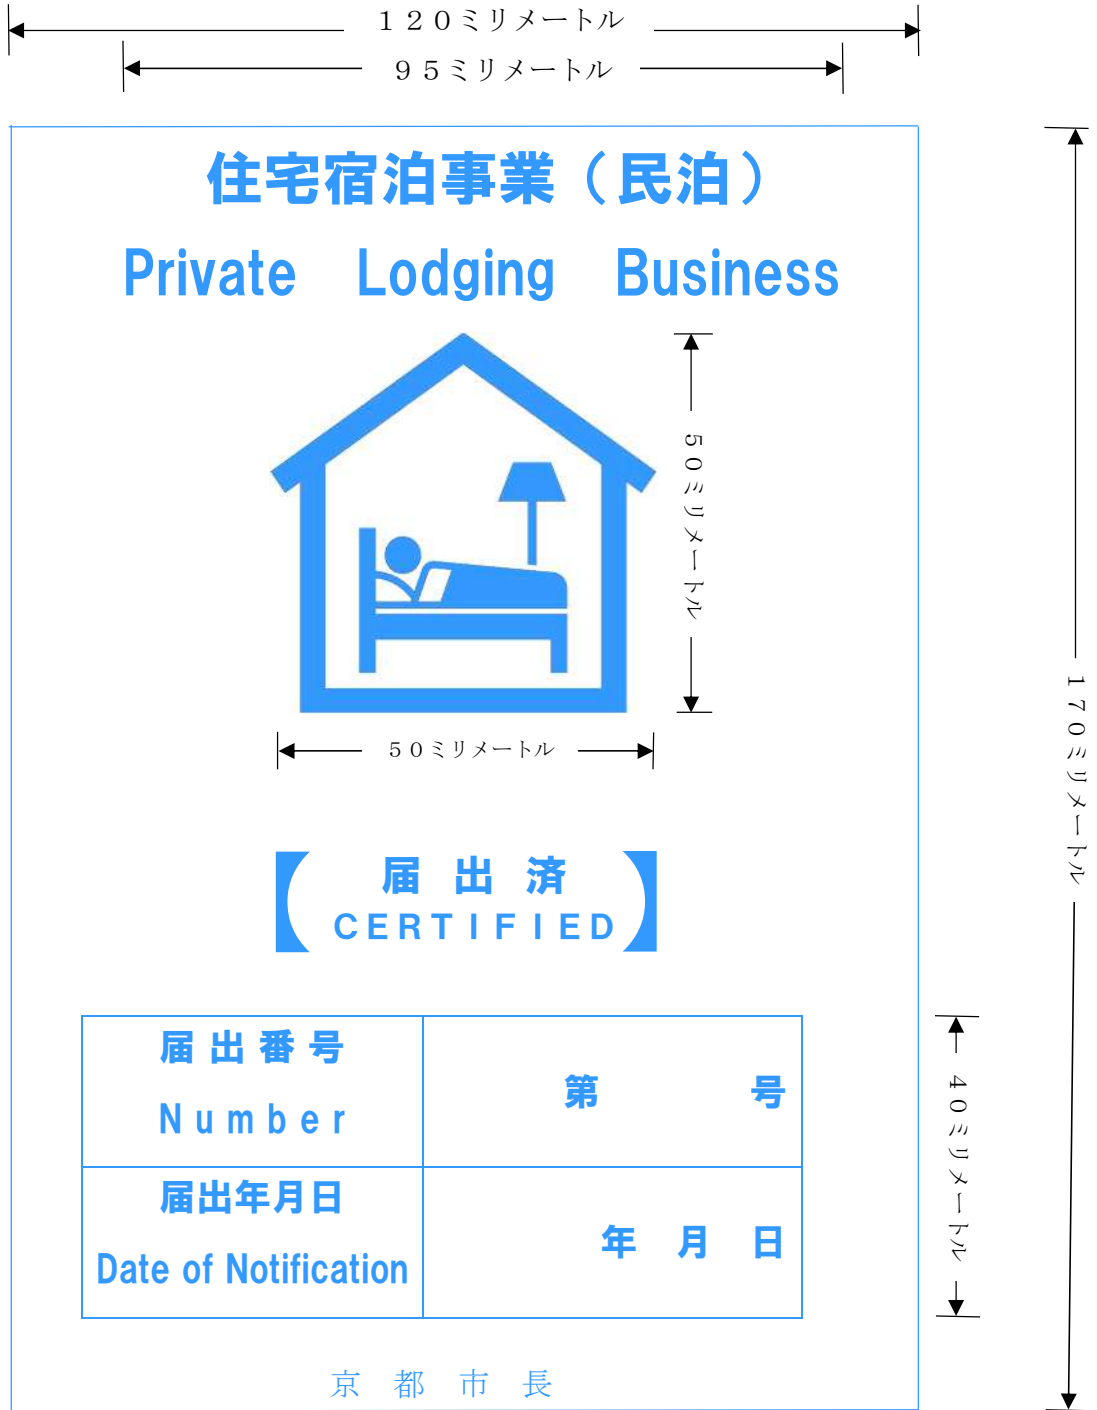 １２０ミリメートル
９５ミリメートル
住宅宿泊事業（民泊）
Private　Lodging　Business
５０ミリメートル
５０ミリメートル
１７０ミリメートル
【届出済
ＣＥＲＴＩＦＩＥＤ】
届出番号
Number
第　　　　号
４０ミリメートル
届出年月日
Date of Notification
年　月　日
京　都　市　長